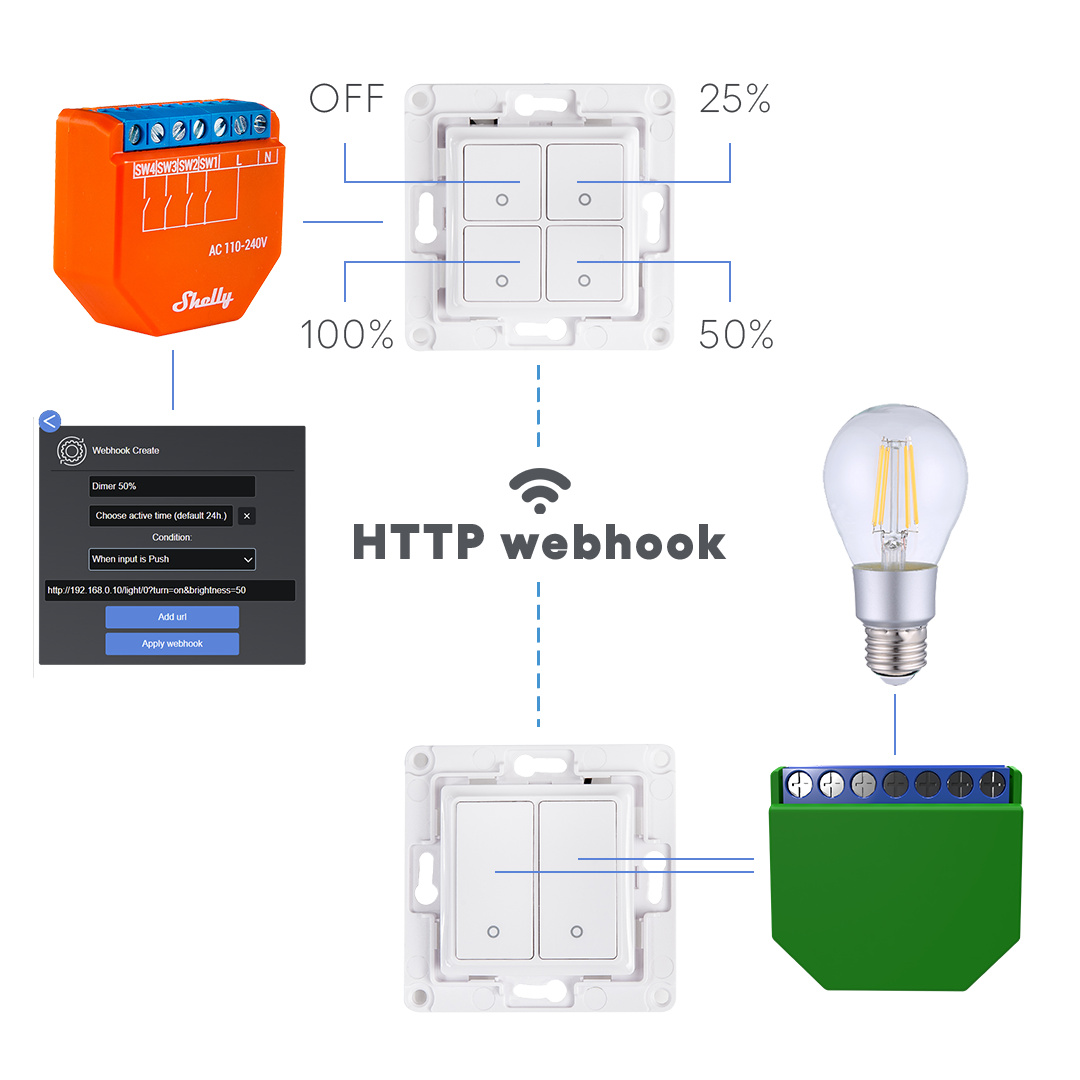 OFF
25%
SW4|SW3|SW2|SW1| L | N
AC 110-240V
Shelly
100%
50%
<
Webhook Create
Dimer 50%
Choose active time (default 24h.)
×
Condition:
When input is Push
http://192.168.0.10/light/0?turn=on&brightness=50
Add url
Apply webhook
HTTP webhook